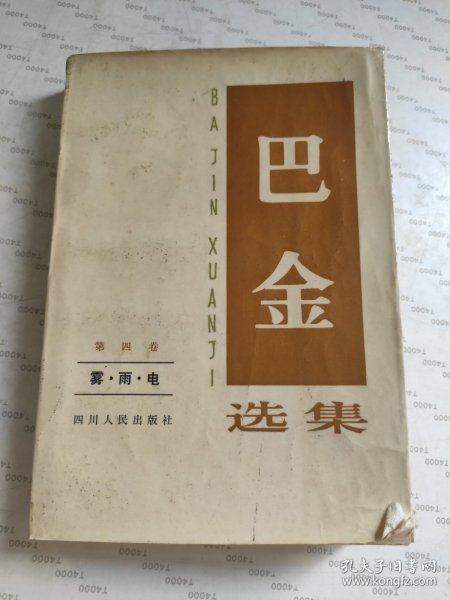 巴金
选集
BA JIN XUANJI
第四卷
雾·雨·电
四川人民出版社
T4000
孔夫子旧书网
www.kongfz.com